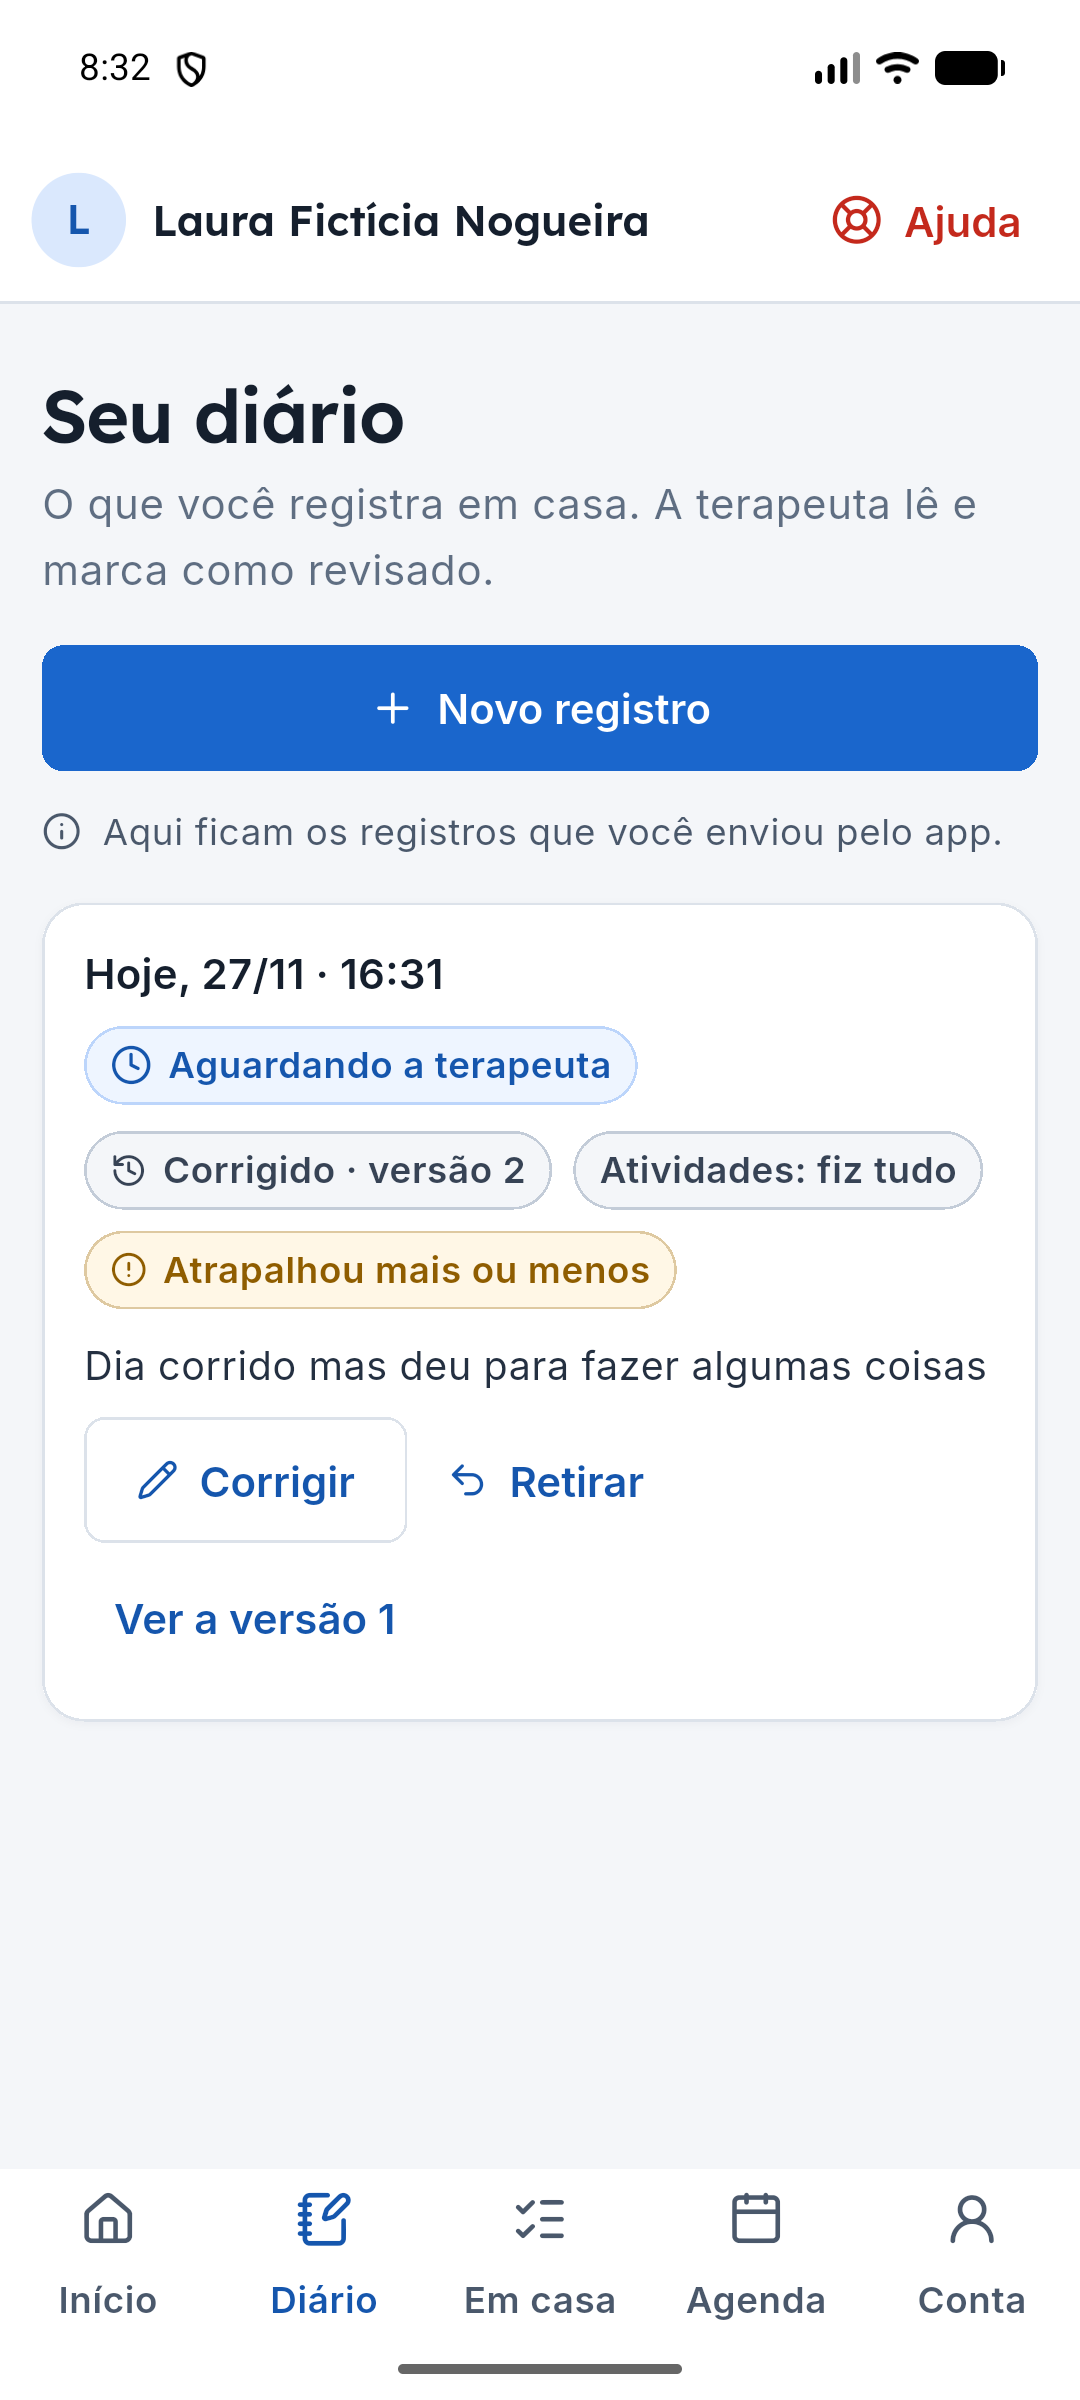 8:32
L
Laura Fictícia Nogueira
Ajuda
Seu diário
O que você registra em casa. A terapeuta lê e
marca como revisado.
Novo registro
Aqui ficam os registros que você enviou pelo app.
Hoje, 27/11 · 16:31
Aguardando a terapeuta
Corrigido · versão 2
Atividades: fiz tudo
Atrapalhou mais ou menos
Dia corrido mas deu para fazer algumas coisas
Corrigir
Retirar
Ver a versão 1
Início
Diário
Em casa
Agenda
Conta